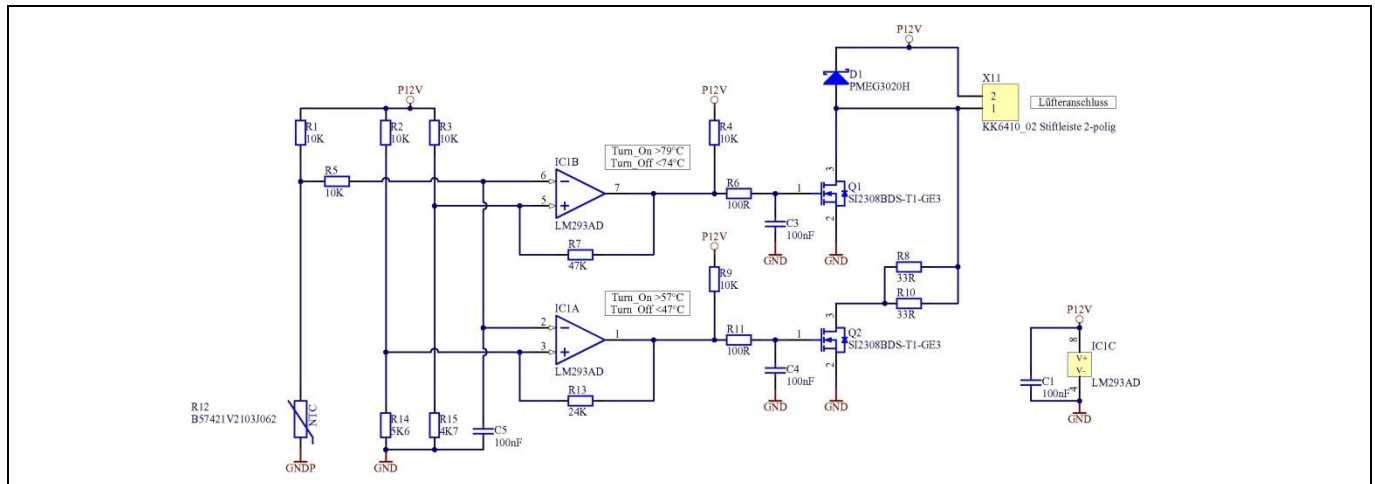 P12V
D1
PMEG3020H
X11
2
1
Lüfteranschluss
KK6410_02 Stiftleiste 2-polig
P12V
R1
10K
R2
10K
R3
10K
P12V
R4
10K
R5
10K
IC1B
Turn_On >79°C
Turn_Off <74°C
6
5
7
LM293AD
R7
47K
R6
100R
C3
100nF
GND
1
3
2
Q1
SI2308BDS-T1-GE3
GND
P12V
R9
10K
R8
33R
R10
33R
IC1A
Turn_On >57°C
Turn_Off <47°C
2
3
1
LM293AD
R13
24K
R11
100R
C4
100nF
GND
1
3
2
Q2
SI2308BDS-T1-GE3
GND
P12V
8
IC1C
V+
V-
LM293AD
4
C1
100nF
GND
R12
B57421V2103J062
NTC
GNDP
R14
5K6
R15
4K7
C5
100nF
GND